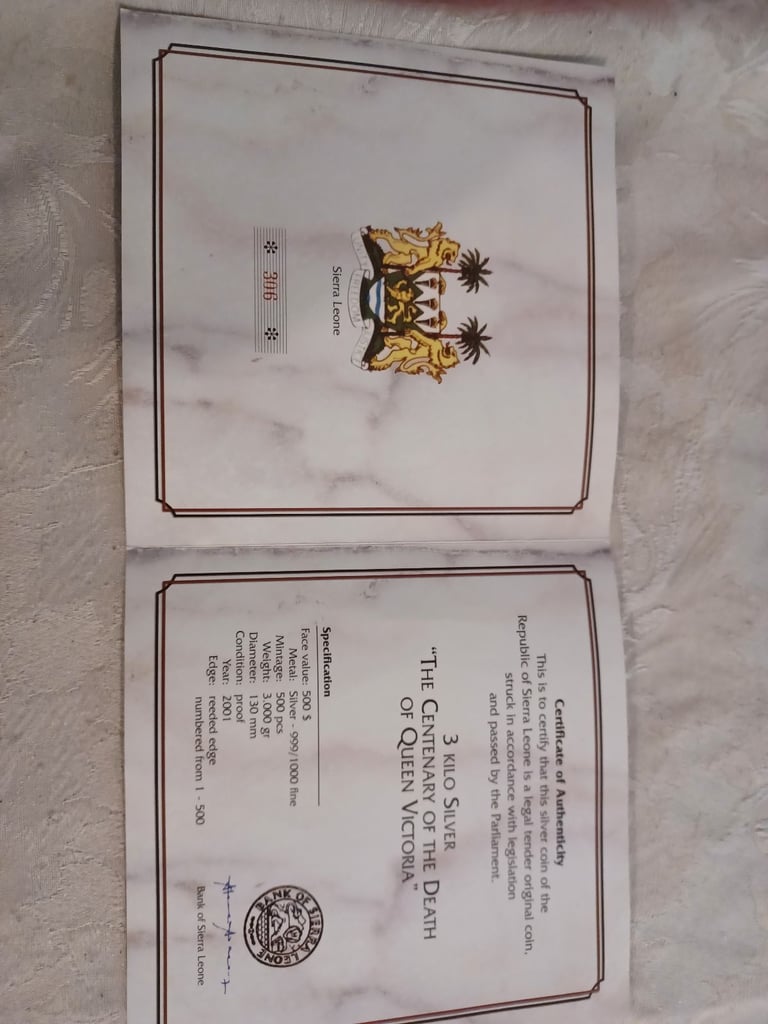 UNITY FREEDOM JUSTICE
Sierra Leone
* 306 *
Certificate of Authenticity
This is to certify that this silver coin of the
Republic of Sierra Leone is a legal tender original coin,
struck in accordance with legislation
and passed by the Parliament.
3 KILO SILVER
"THE CENTENARY OF THE DEATH
OF QUEEN VICTORIA"
Specification
Face value: 500 $
Metal: Silver - 999/1000 fine
Mintage: 500 pcs
Weight: 3.000 gr
Diameter: 130 mm
Condition: proof
Year: 2001
Edge: reeded edge
numbered from 1 - 500
BANK OF SIERRA LEONE
Bank of Sierra Leone